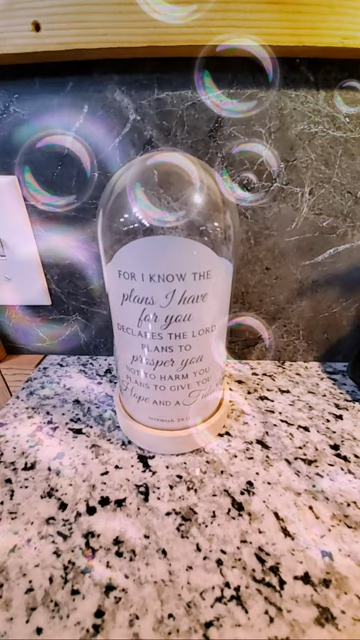 FOR I KNOW THE
plans I have
for you
DECLARES THE LORD
PLANS TO
prosper you
NOT TO HARM YOU
PLANS TO GIVE YOU
Hope AND A Future